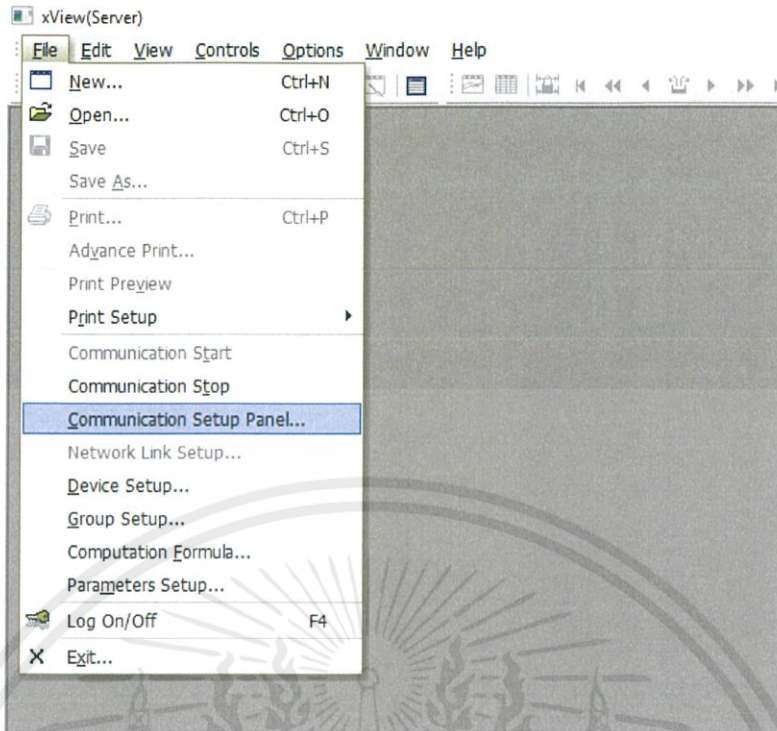 xView(Server)
File Edit View Controls Options Window Help
New... Ctrl+N
Open... Ctrl+O
Save Ctrl+S
Save As...
Print... Ctrl+P
Advance Print...
Print Preview
Print Setup
Communication Start
Communication Stop
Communication Setup Panel...
Network Link Setup...
Device Setup...
Group Setup...
Computation Formula...
Parameters Setup...
Log On/Off F4
Exit...